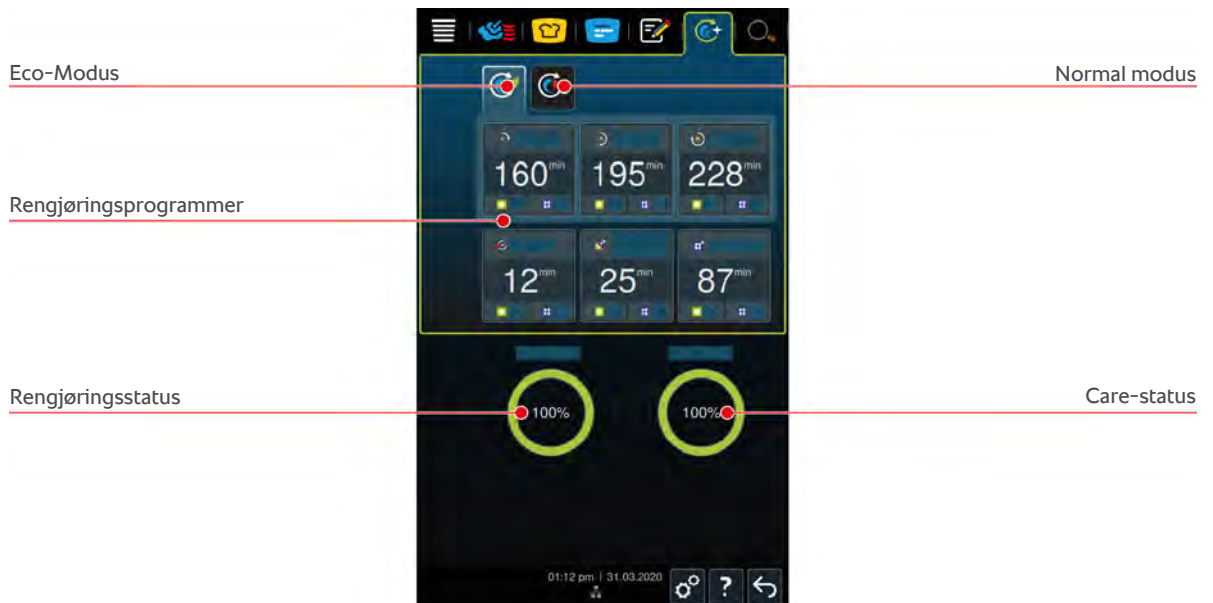 Eco-Modus
Normal modus
160 min 195 min 228 min
Rengjøringsprogrammer
12 min 25 min 87 min
Rengjøringsstatus
Care-status
100% 100%
01:12 pm | 31.03.2020
?